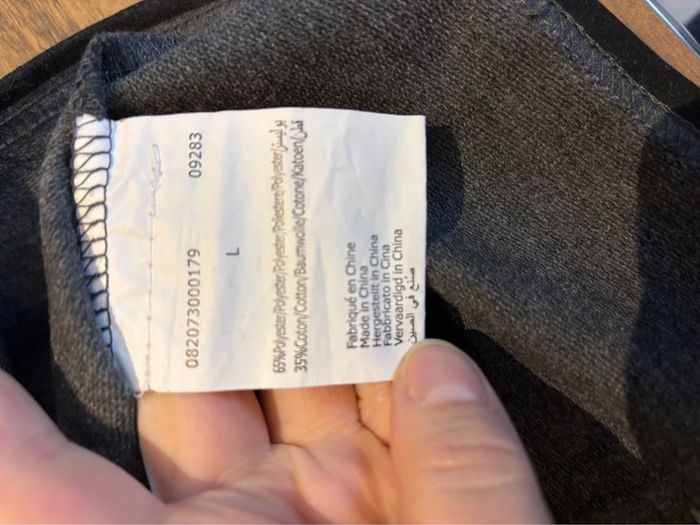 082073000179 09283
L
65%Polyester/Polyester/Polyester/Poliestere/Polyester/بوليستر
35%Coton/Cotton/Baumwolle/Cotone/Katoen/قطن
Fabriqué en Chine
Made in China
Hergestellt in China
Fabbricato in Cina
Vervaardigd in China
صنع في الصين